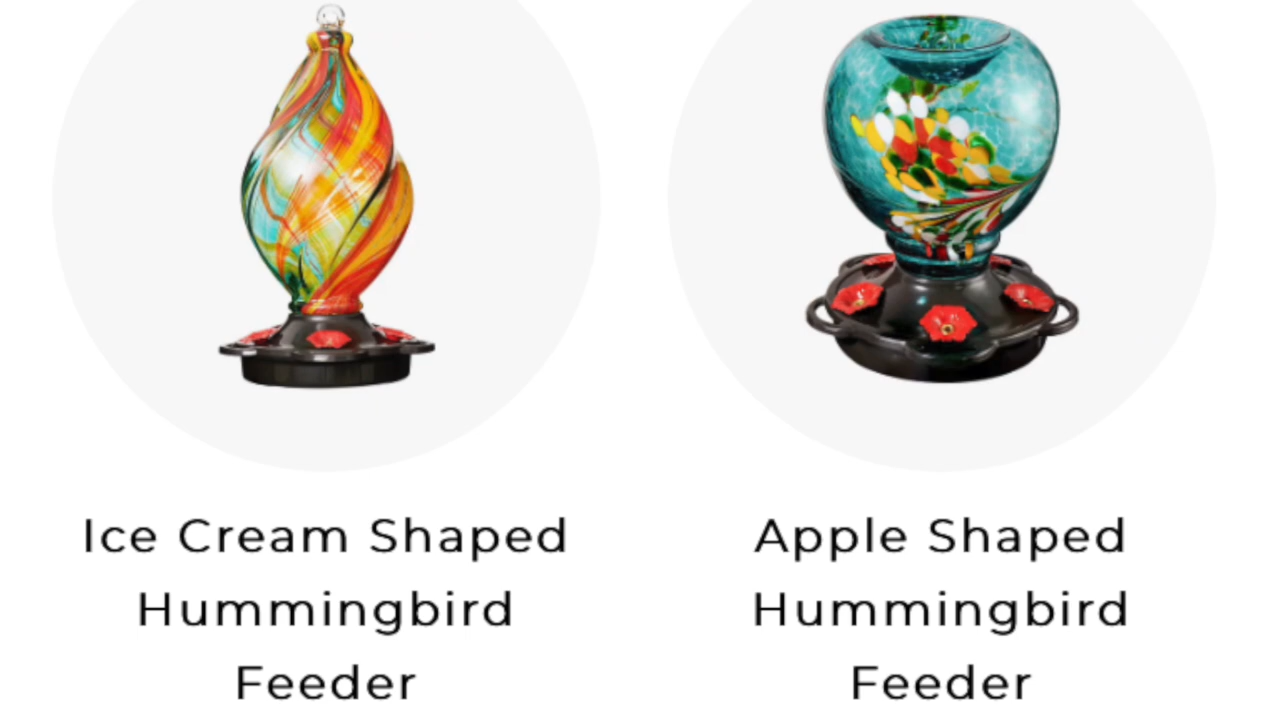 Ice Cream Shaped
Hummingbird
Feeder
Apple Shaped
Hummingbird
Feeder